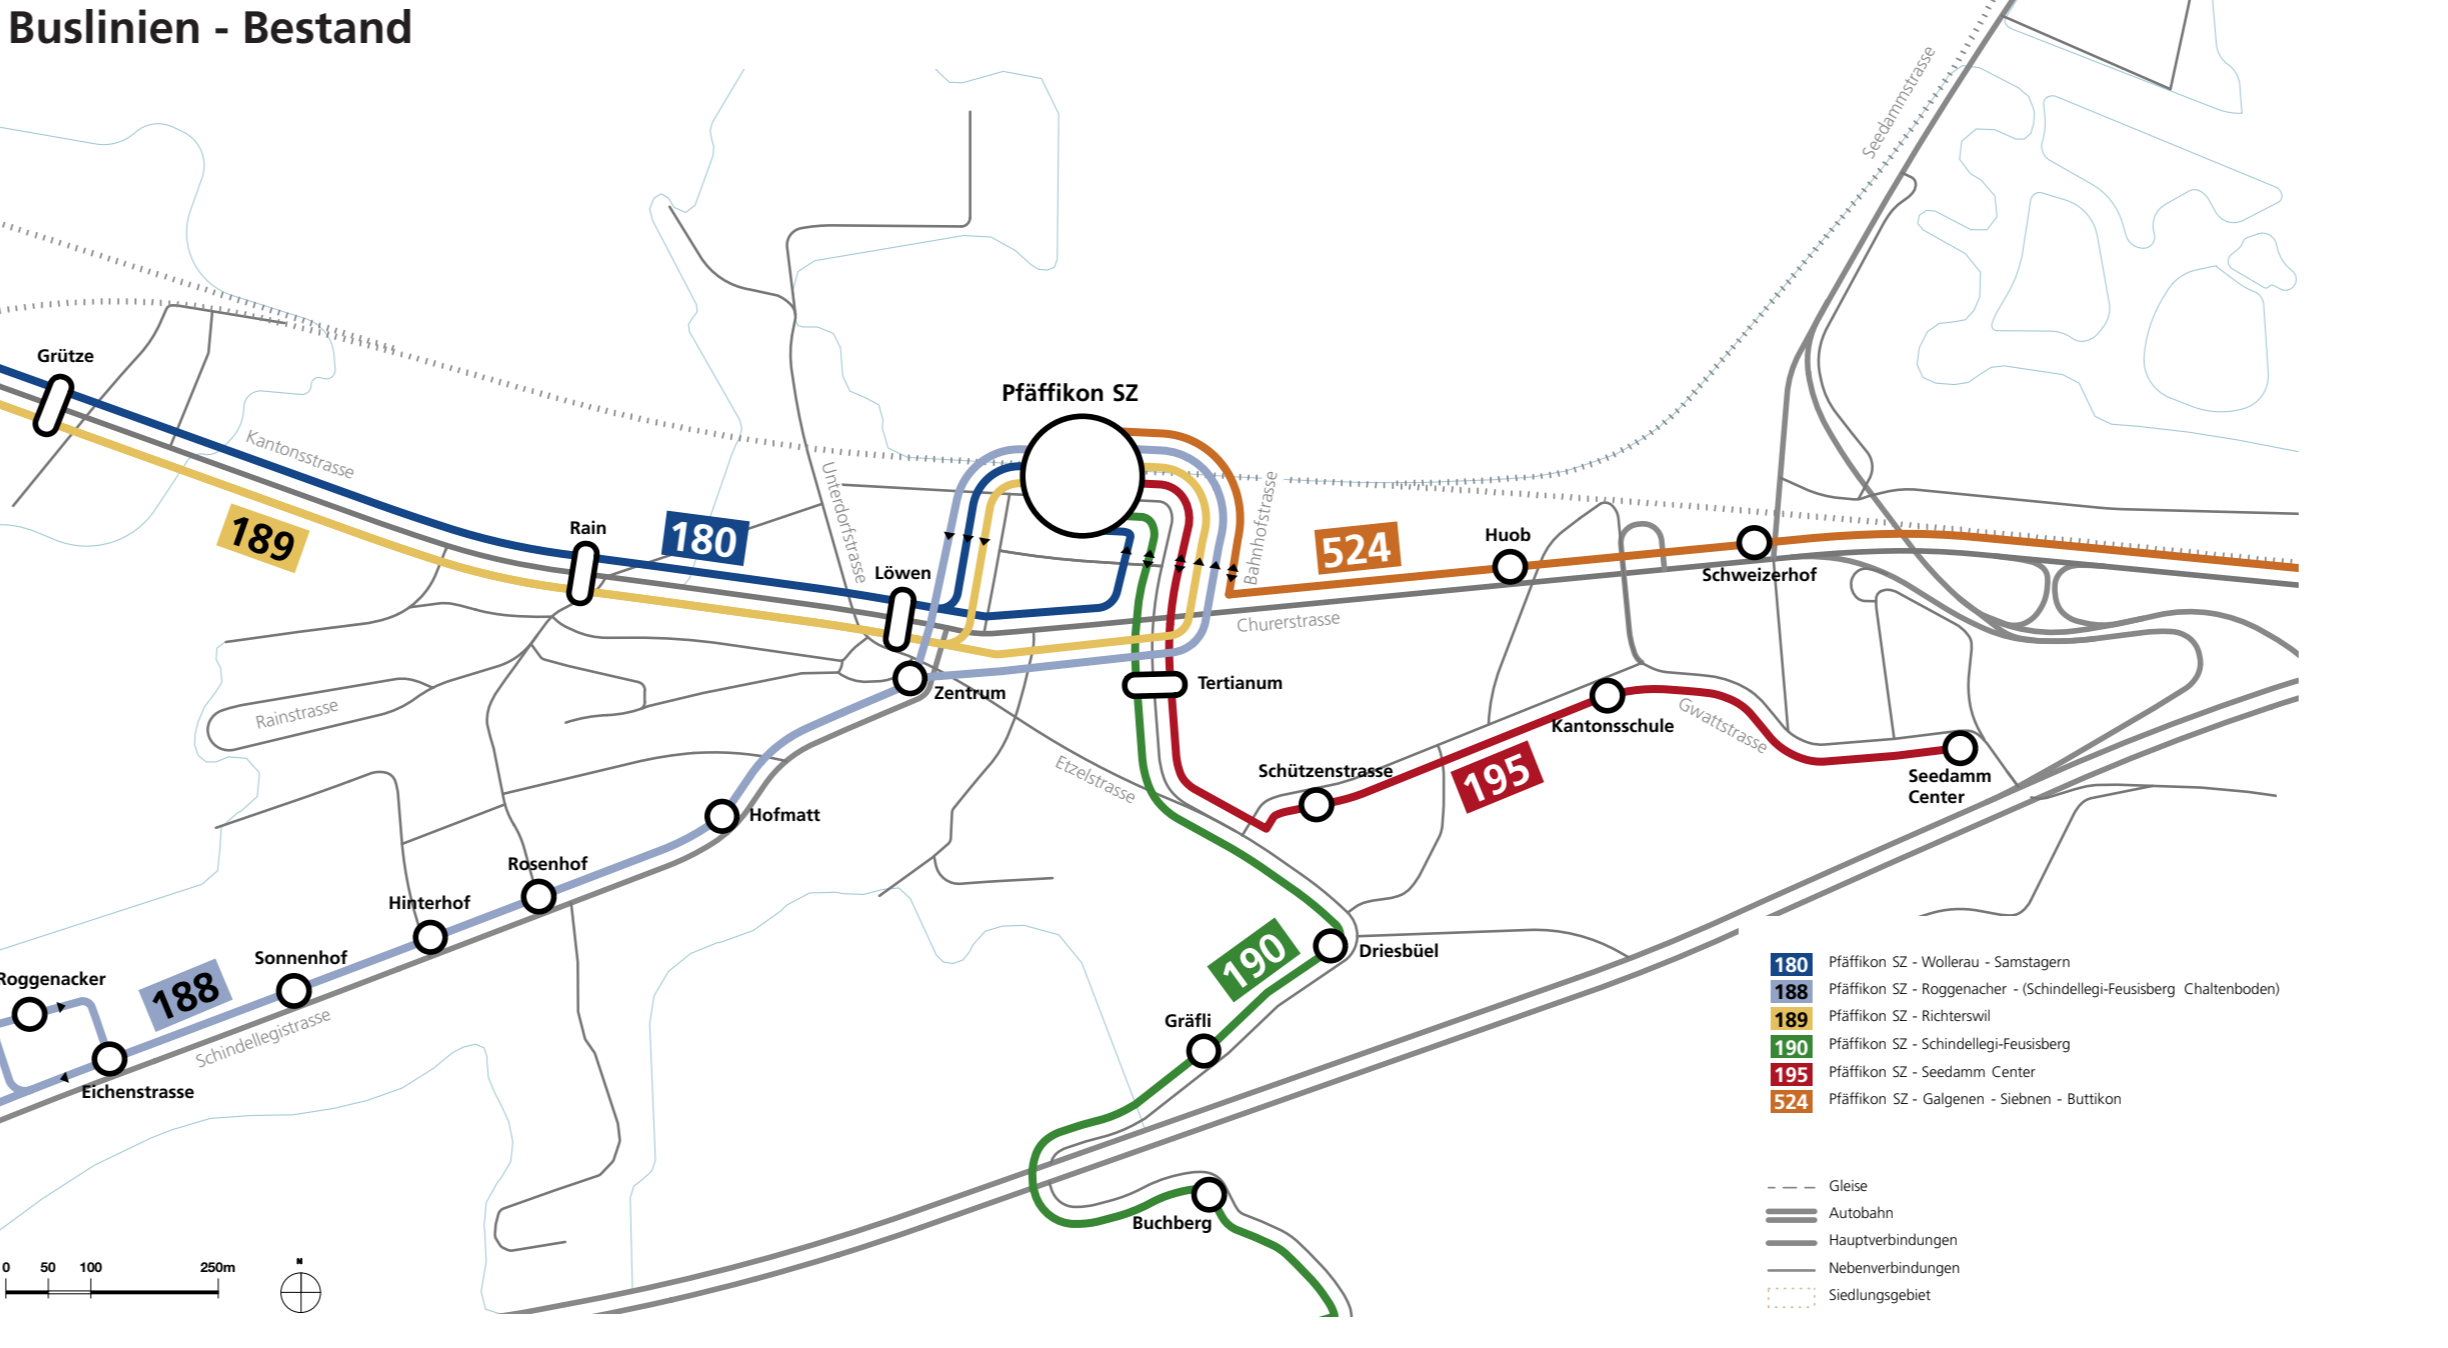 Buslinien - Bestand
Seedammstrasse
Grütze
Kantonsstrasse
189
Rain
180
Unterdorfstrasse
Löwen
Pfäffikon SZ
Bahnhofstrasse
524
Huob
Schweizerhof
Churerstrasse
Rainstrasse
Zentrum
Tertianum
Etzelstrasse
Kantonsschule
Gwattstrasse
Schützenstrasse
195
Seedamm
Center
Hofmatt
Rosenhof
Hinterhof
Sonnenhof
Roggenacker
188
Schindellegistrasse
Eichenstrasse
190
Driesbüel
Gräfli
Buchberg
180 Pfäffikon SZ - Wollerau - Samstagern
188 Pfäffikon SZ - Roggenacher - (Schindellegi-Feusisberg Chaltenboden)
189 Pfäffikon SZ - Richterswil
190 Pfäffikon SZ - Schindellegi-Feusisberg
195 Pfäffikon SZ - Seedamm Center
524 Pfäffikon SZ - Galgenen - Siebnen - Buttikon
Gleise
Autobahn
Hauptverbindungen
Nebenverbindungen
Siedlungsgebiet
0 50 100 250m
N